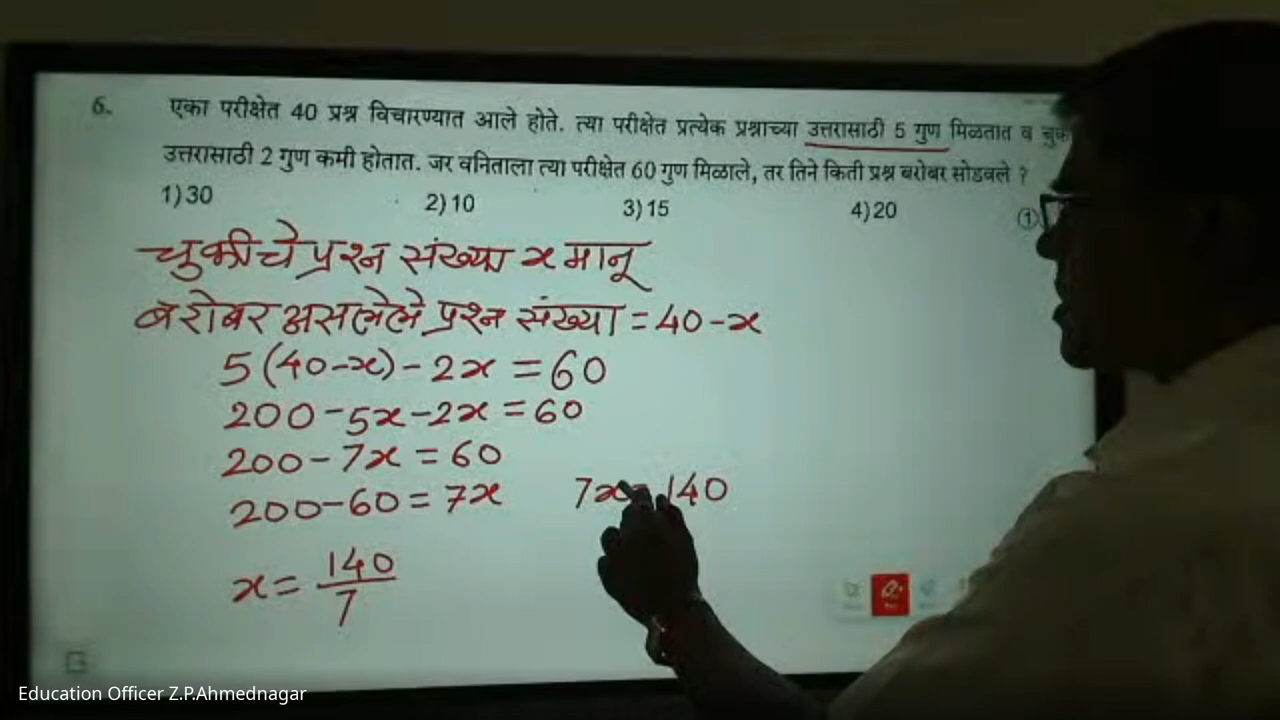 6. एका परीक्षेत 40 प्रश्न विचारण्यात आले होते. त्या परीक्षेत प्रत्येक प्रश्नाच्या उत्तरासाठी 5 गुण मिळतात व चुक
उत्तरासाठी 2 गुण कमी होतात. जर वनिताला त्या परीक्षेत 60 गुण मिळाले, तर तिने किती प्रश्न बरोबर सोडवले ?
1) 30 2) 10 3) 15 4) 20 ①
चुकीचे प्रश्न संख्या x मानू
बरोबर असलेले प्रश्न संख्या = 40 - x
5(40-x) - 2x = 60
200 - 5x - 2x = 60
200 - 7x = 60
200 - 60 = 7x 7x = 140
x = 140/7
Education Officer Z.P.Ahmednagar